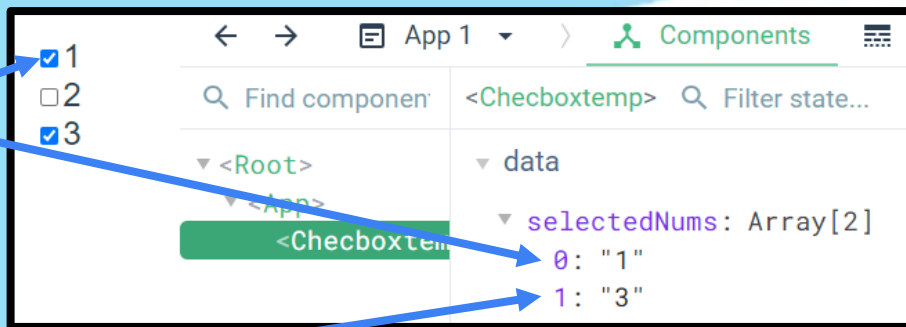 1
2
3
App 1
Components
Find componen
<Checboxtemp>
Filter state...
<Root>
<App>
<Checboxtem
data
selectedNums: Array[2]
0: "1"
1: "3"